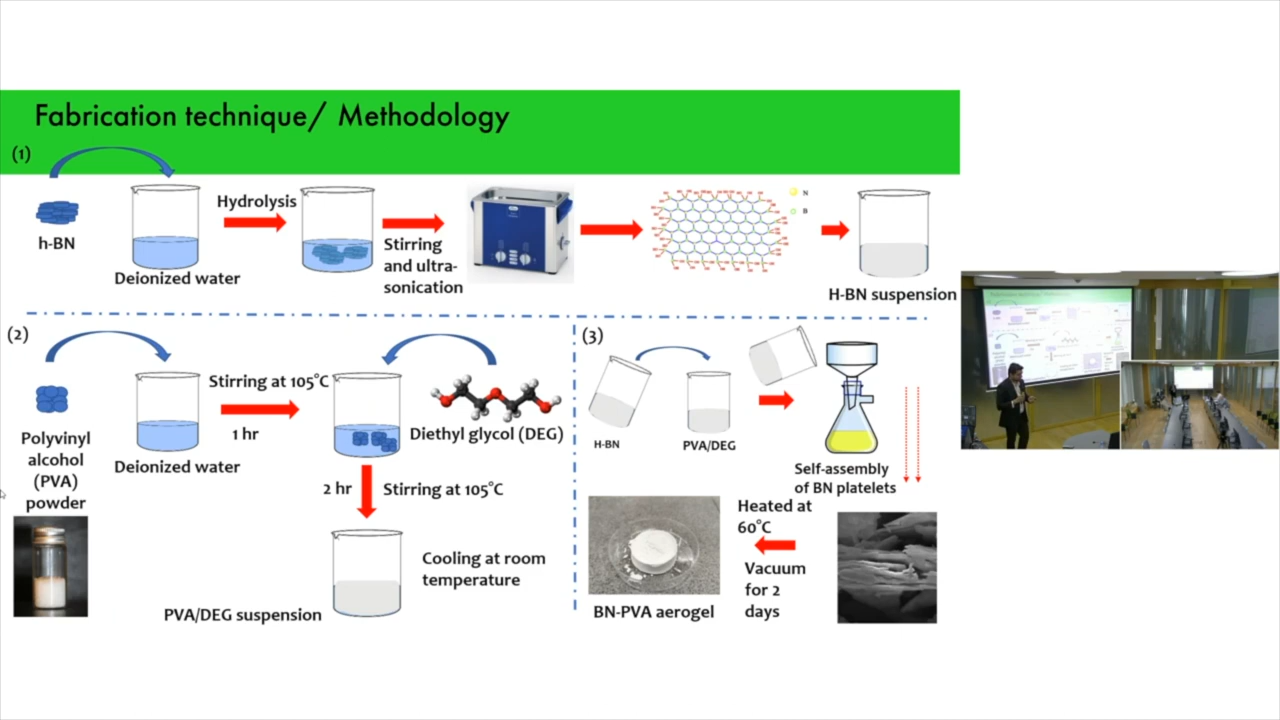 Fabrication technique/ Methodology
(1)
h-BN
Deionized water
Hydrolysis
Stirring
and ultra-
sonication
N
B
H-BN suspension
(2)
Polyvinyl
alcohol
(PVA)
powder
Deionized water
Stirring at 105°C
1 hr
Diethyl glycol (DEG)
2 hr
Stirring at 105°C
Cooling at room
temperature
PVA/DEG suspension
(3)
H-BN
PVA/DEG
Self-assembly
of BN platelets
Heated at
60°C
Vacuum
for 2
days
BN-PVA aerogel
Fabrication technique/ Methodology